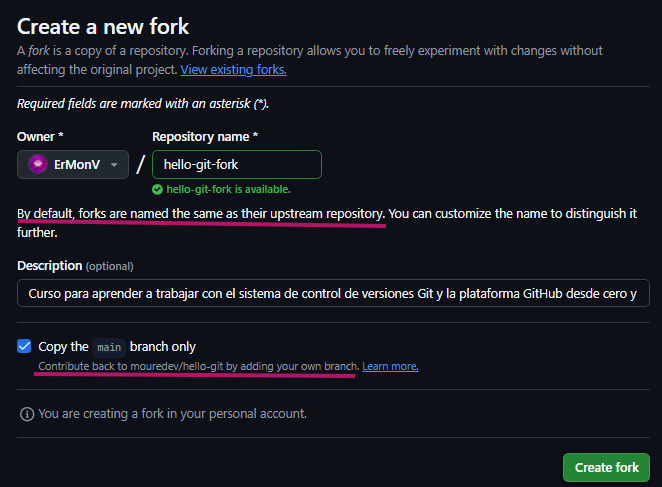 Create a new fork
A fork is a copy of a repository. Forking a repository allows you to freely experiment with changes without
affecting the original project. View existing forks.
Required fields are marked with an asterisk (*).
Owner * Repository name *
ErMonV / hello-git-fork
hello-git-fork is available.
By default, forks are named the same as their upstream repository. You can customize the name to distinguish it
further.
Description (optional)
Curso para aprender a trabajar con el sistema de control de versiones Git y la plataforma GitHub desde cero y
Copy the main branch only
Contribute back to mouredev/hello-git by adding your own branch. Learn more.
You are creating a fork in your personal account.
Create fork